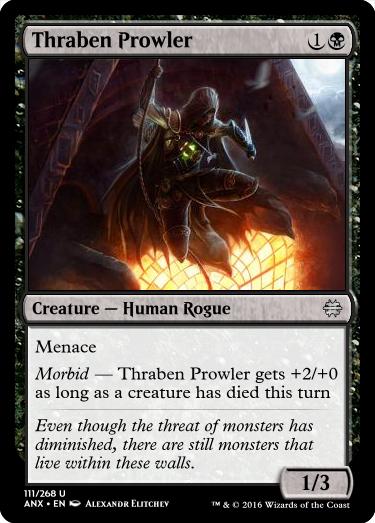 Thraben Prowler 1
Creature — Human Rogue
Menace
Morbid — Thraben Prowler gets +2/+0
as long as a creature has died this turn
Even though the threat of monsters has
diminished, there are still monsters that
live within these walls.
1/3
111/268 U
ANX • EN Alexandr Elitchev
™ & © 2016 Wizards of the Coast